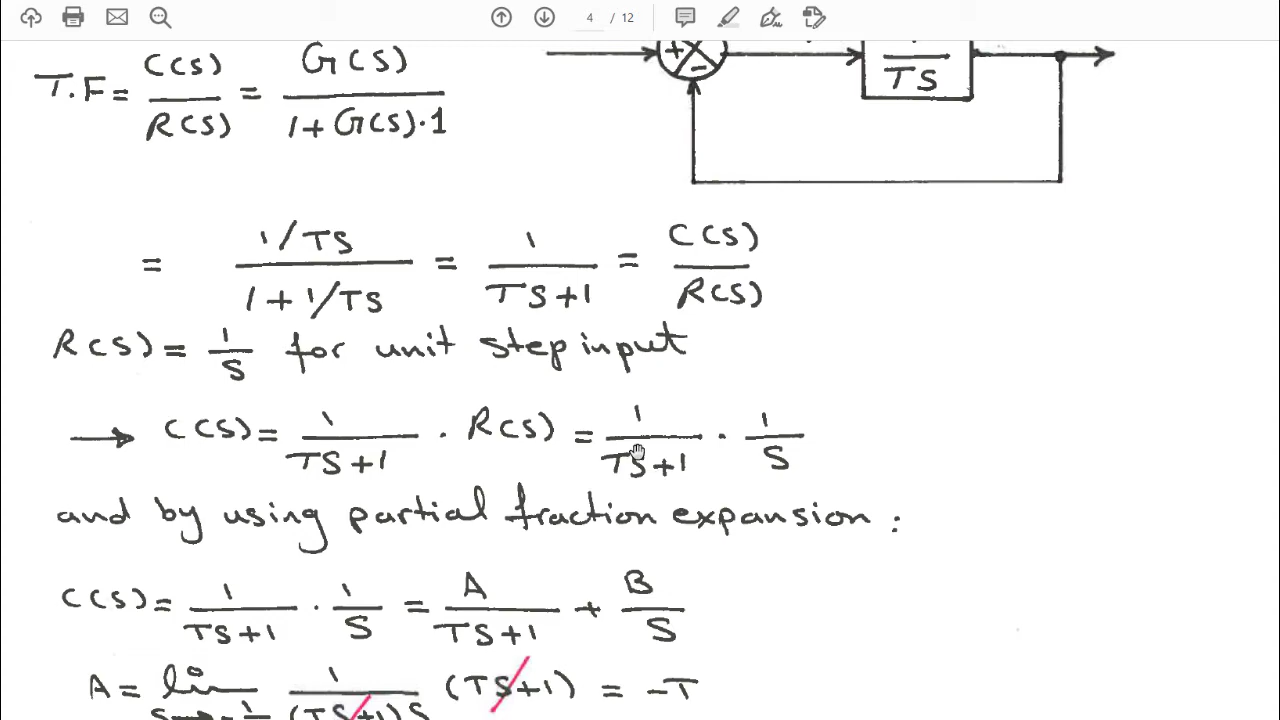 4 / 12
T.F = C(S) / R(S) = G(S) / 1 + G(S)·1
+ - TS
= 1/TS / 1 + 1/TS = 1 / TS+1 = C(S) / R(S)
R(S) = 1/S for unit step input
→ C(S) = 1 / TS+1 · R(S) = 1 / TS+1 · 1 / S
and by using partial fraction expansion :
C(S) = 1 / TS+1 · 1 / S = A / TS+1 + B / S
A = lim 1 / (TS+1)S (TS+1) = -T